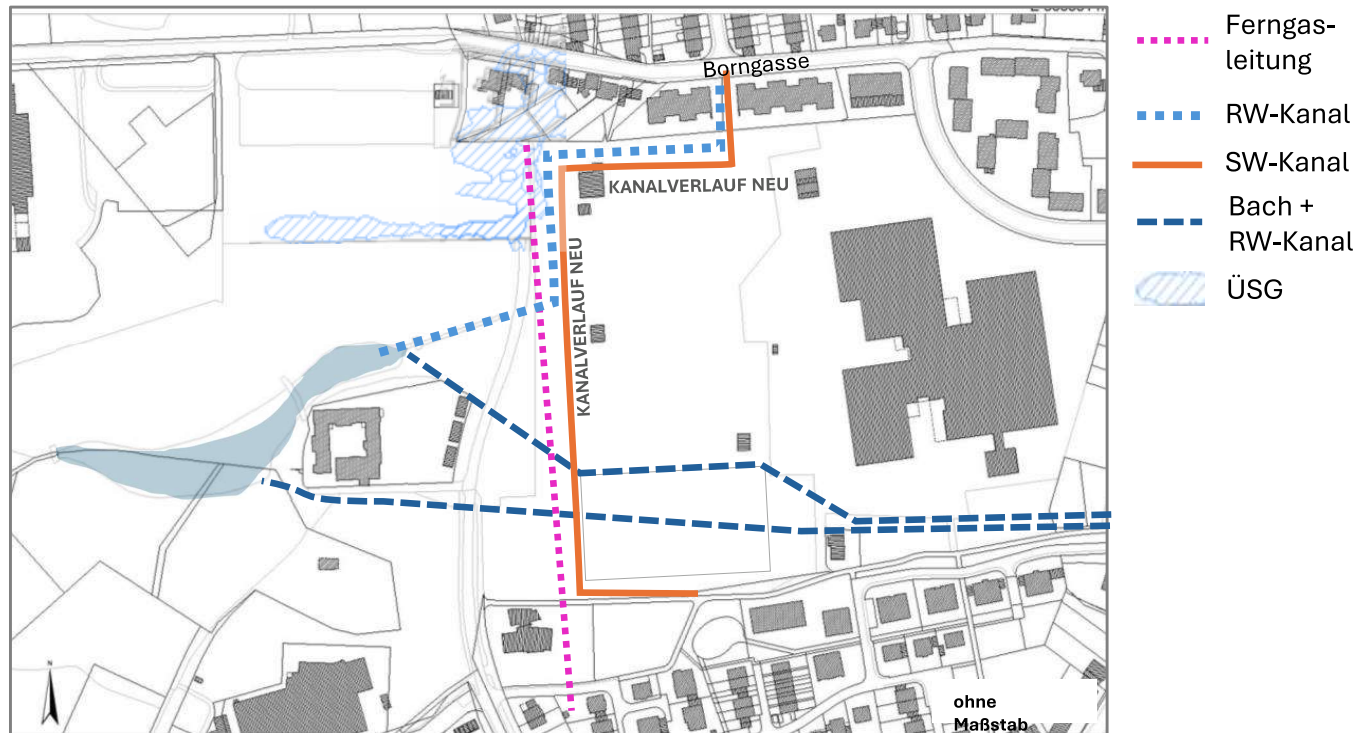 Borngasse
KANALVERLAUF NEU
KANALVERLAUF NEU
N
ohne
Maßstab
Ferngas-
leitung
RW-Kanal
SW-Kanal
Bach +
RW-Kanal
ÜSG